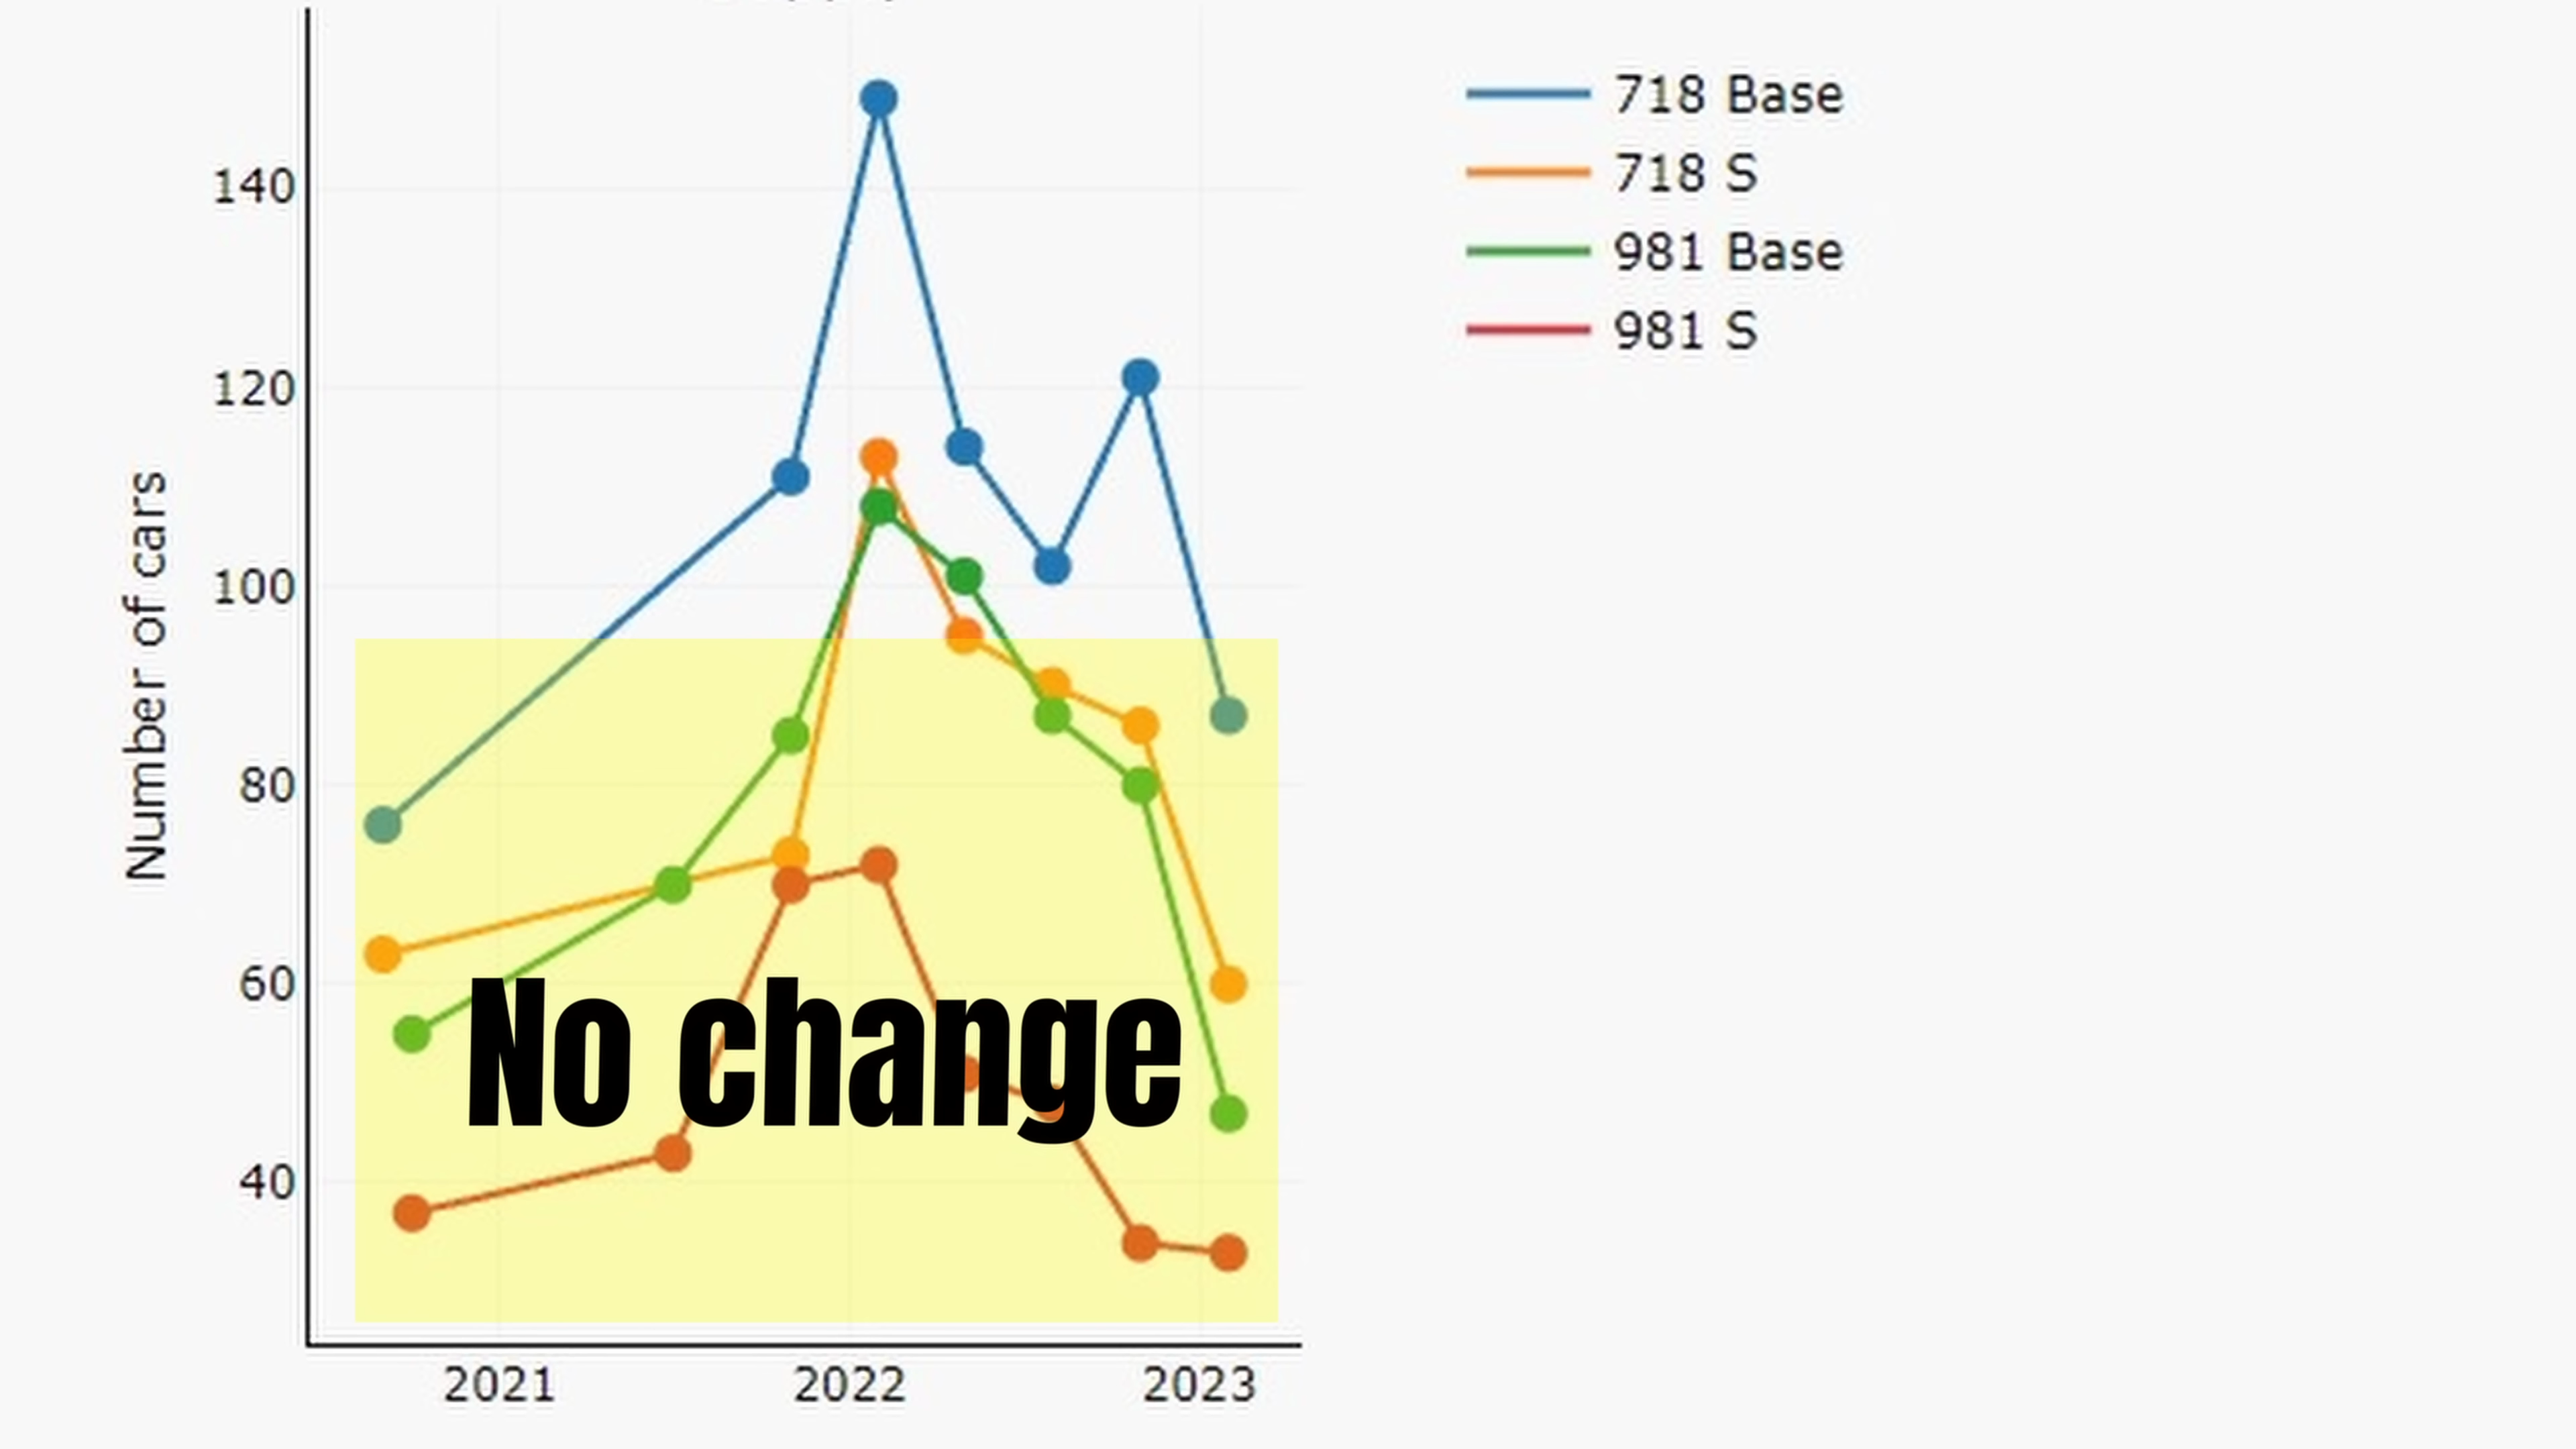 718 Base
718 S
981 Base
981 S
Number of cars
140
120
100
80
60
40
No change
2021 2022 2023